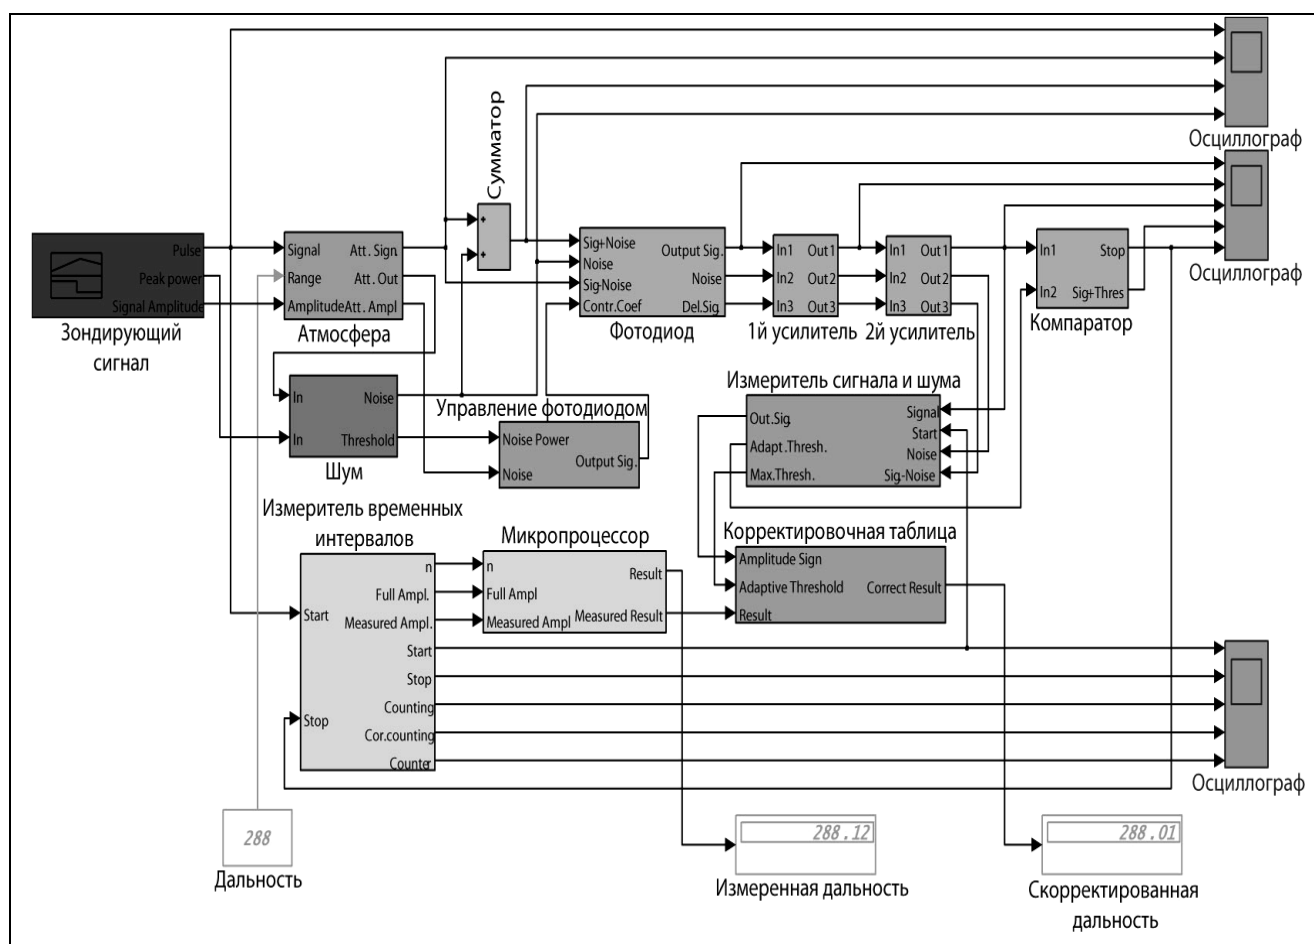 Осциллограф
Сумматор
Осциллограф
Pulse
Peak power
Signal Amplitude
Зондирующий
сигнал
Signal
Range
Amplitude
Att. Sign
Att. Out
Att. Ampl
Атмосфера
Sig+Noise
Noise
Sig-Noise
Contr.Coef
Output Sig.
Noise
Del.Sig.
Фотодиод
In1
In2
In3
Out1
Out2
Out3
1й усилитель
In1
In2
In3
Out1
Out2
Out3
2й усилитель
In1
In2
Stop
Sig+Thres
Компаратор
In
In
Noise
Threshold
Шум
Управление фотодиодом
Noise Power
Noise
Output Sig.
Измеритель сигнала и шума
Out.Sig.
Adapt.Thresh.
Max.Thresh.
Signal
Start
Noise
Sig-Noise
Измеритель временных
интервалов
Start
Stop
n
Full Ampl.
Measured Ampl.
Start
Stop
Counting
Cor.counting
Counter
Микропроцессор
n
Full Ampl
Measured Ampl
Result
Measured Result
Корректировочная таблица
Amplitude Sign
Adaptive Threshold
Result
Correct Result
Осциллограф
288
Дальность
288.12
Измеренная дальность
288.01
Скорректированная
дальность